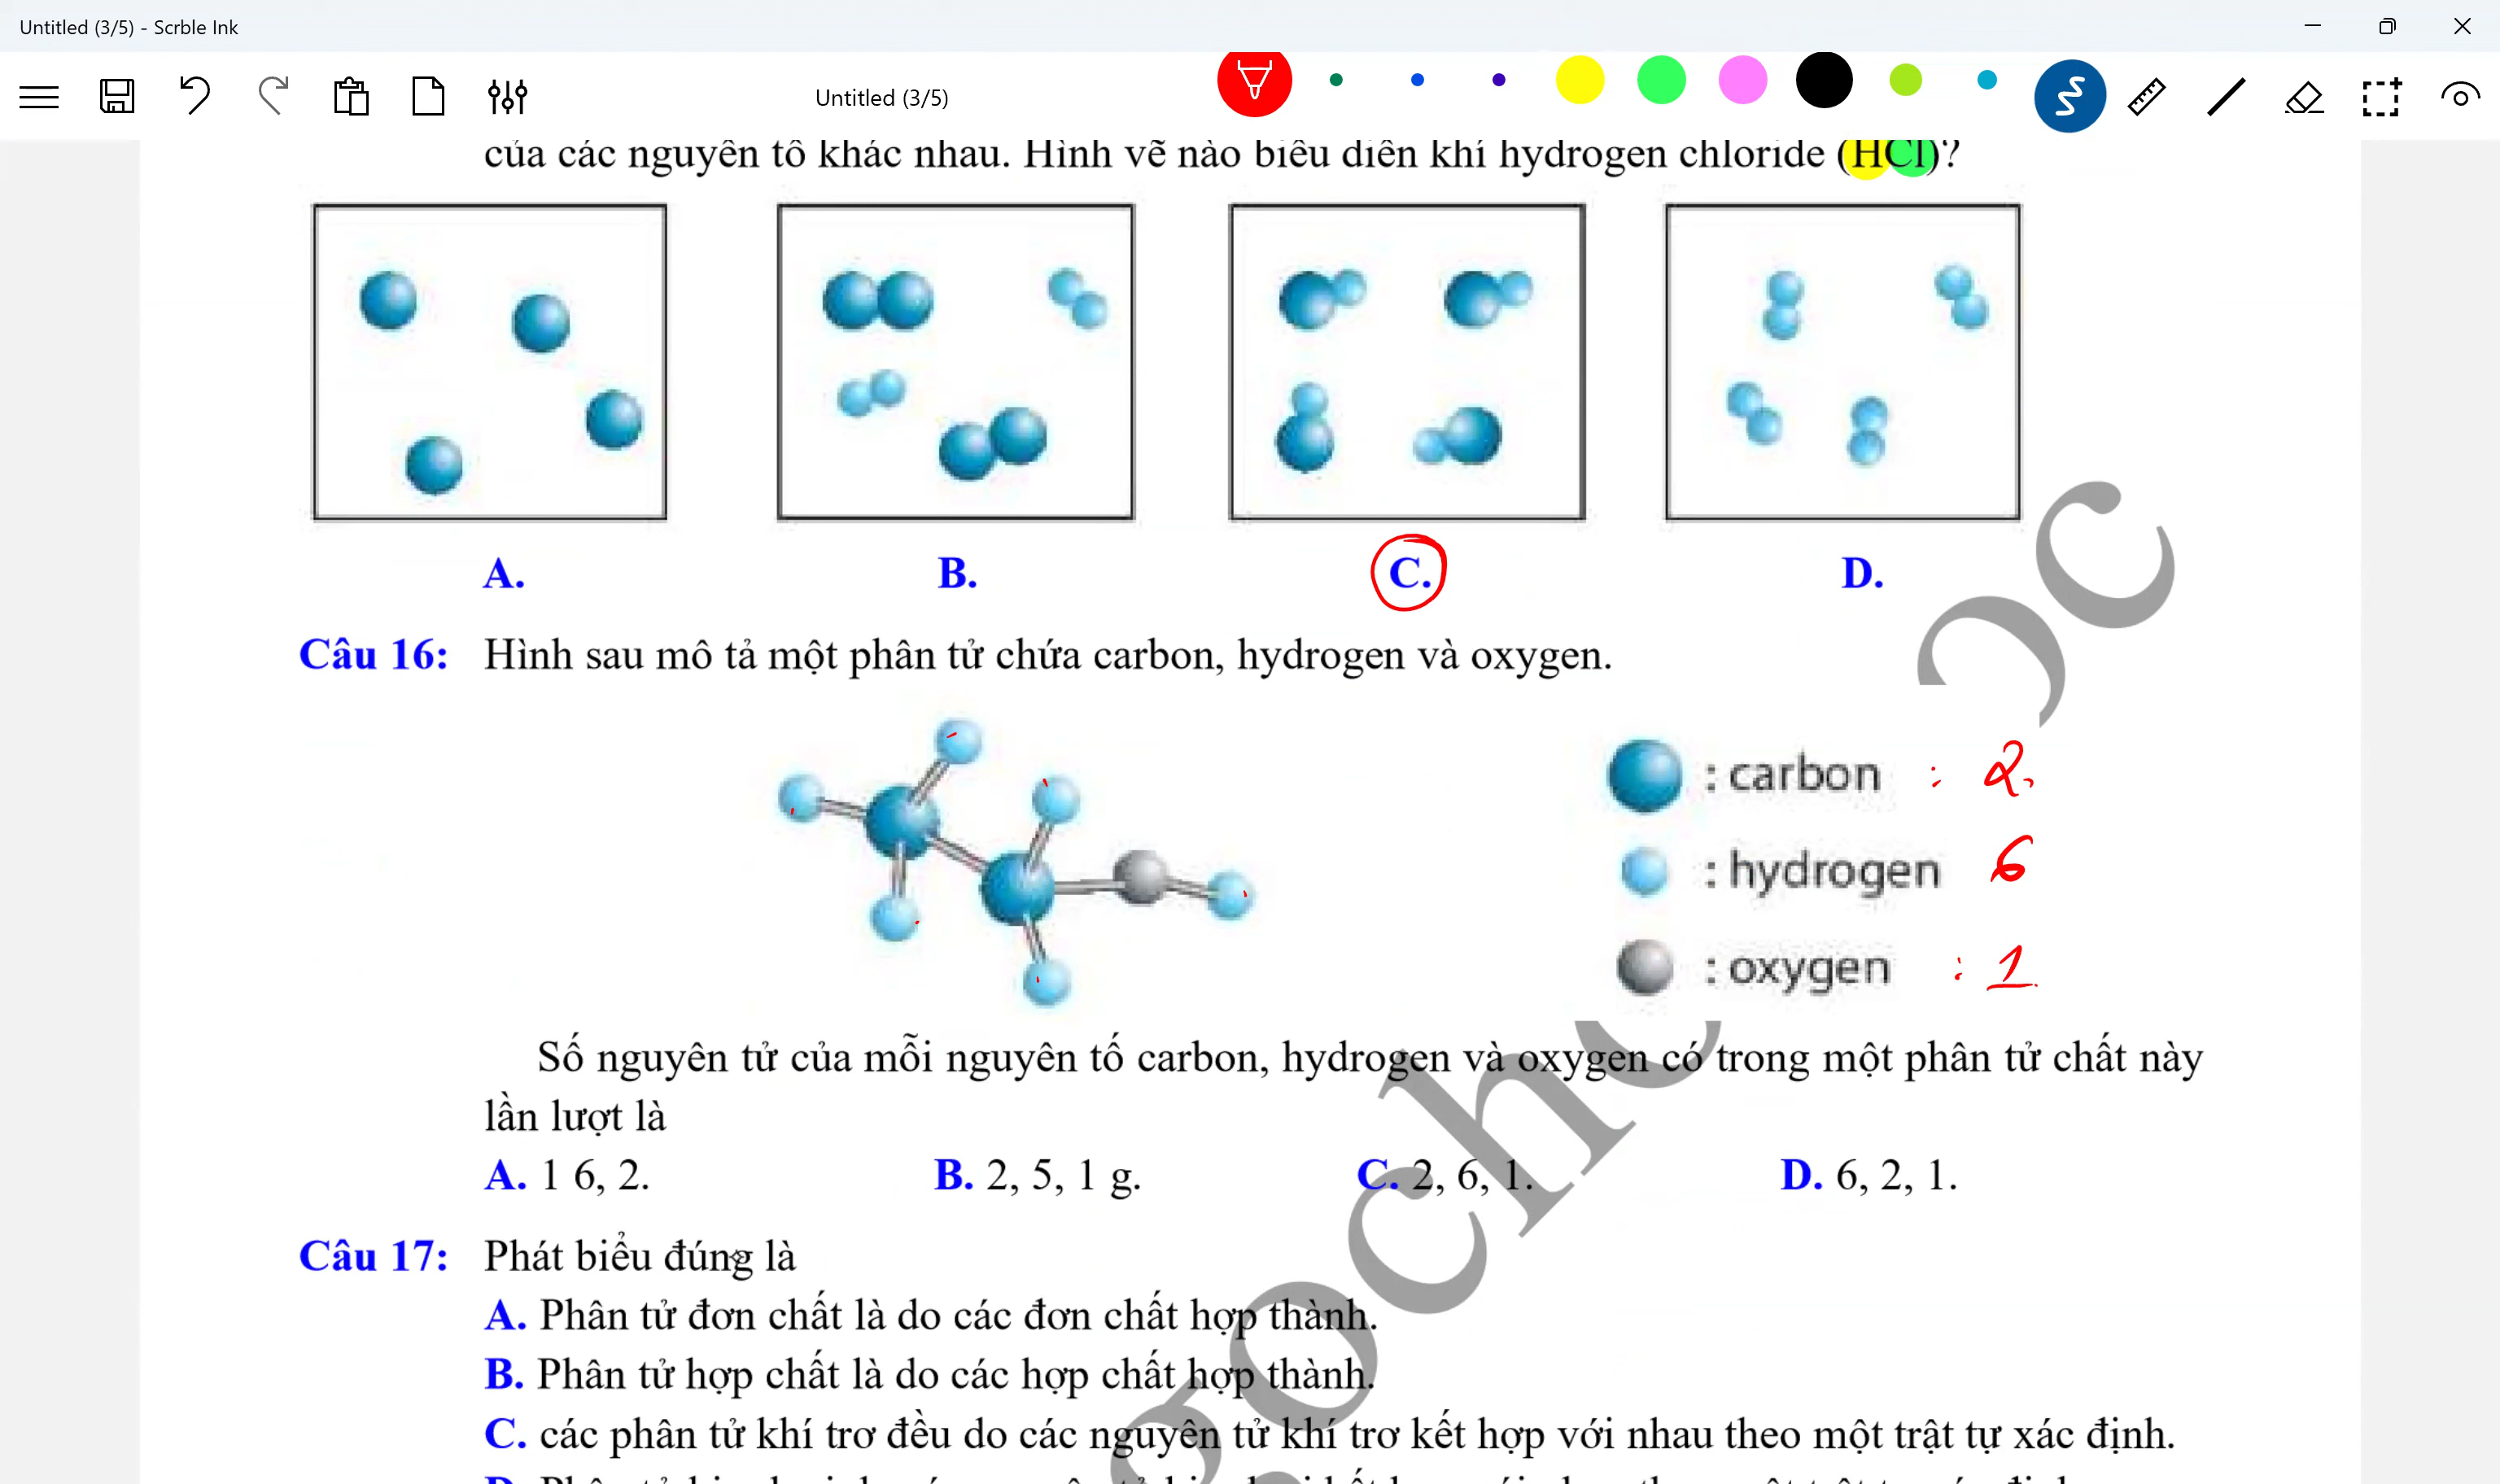 Untitled (3/5) - Scrble Ink
Untitled (3/5)
của các nguyên tố khác nhau. Hình vẽ nào biểu diễn khí hydrogen chloride (HCl)?
A. B. C. D.
Câu 16: Hình sau mô tả một phân tử chứa carbon, hydrogen và oxygen.
: carbon : 2.
: hydrogen 6
: oxygen : 1
Số nguyên tử của mỗi nguyên tố carbon, hydrogen và oxygen có trong một phân tử chất này
lần lượt là
A. 1 6, 2. B. 2, 5, 1 g. C. 2, 6, 1. D. 6, 2, 1.
Câu 17: Phát biểu đúng là
A. Phân tử đơn chất là do các đơn chất hợp thành.
B. Phân tử hợp chất là do các hợp chất hợp thành.
C. các phân tử khí trơ đều do các nguyên tử khí trơ kết hợp với nhau theo một trật tự xác định.